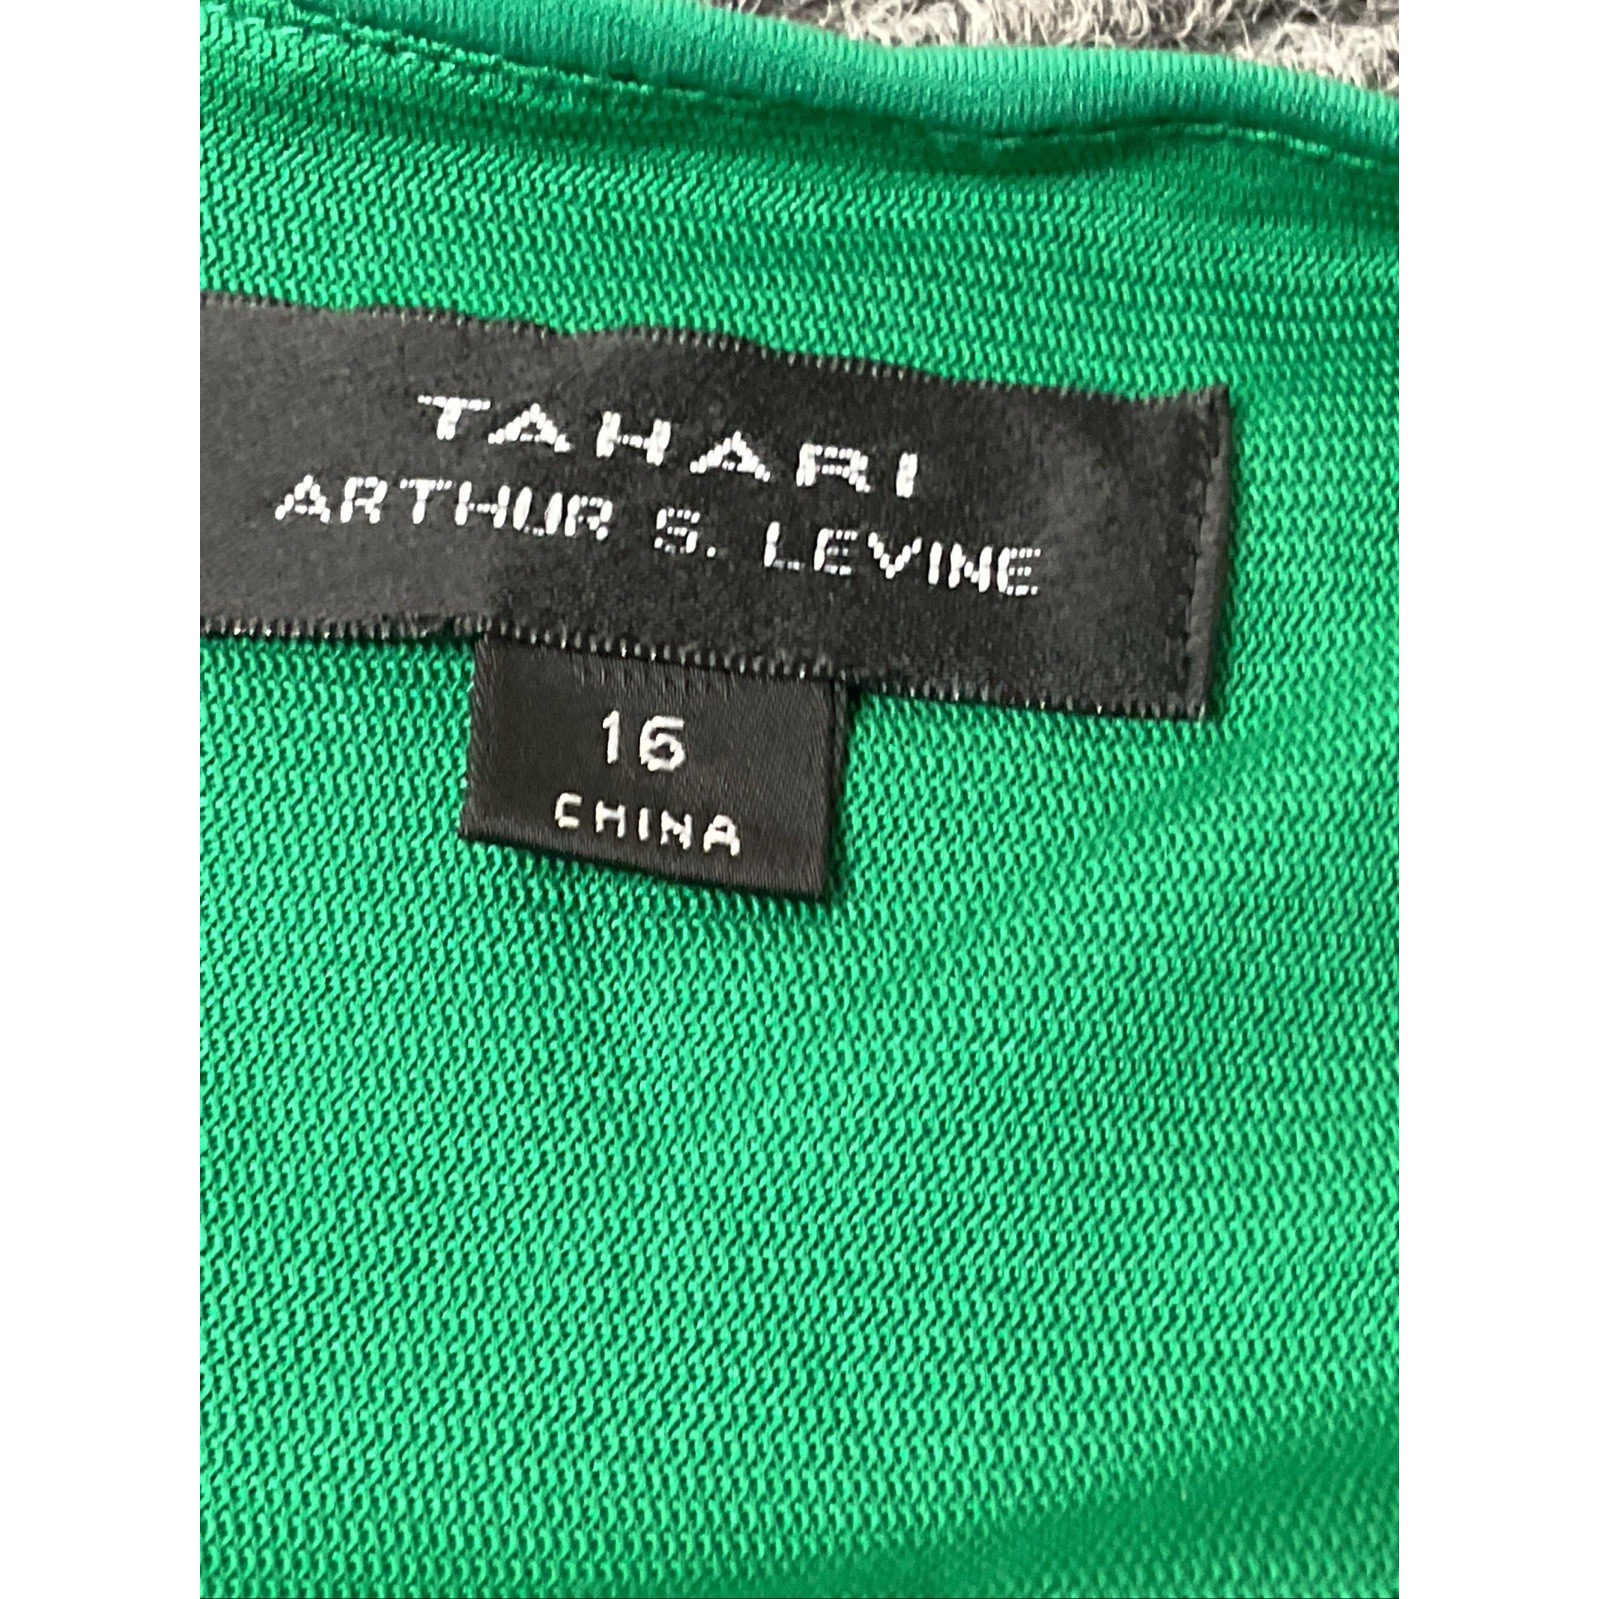 TAHARI
ARTHUR S. LEVINE
16
CHINA